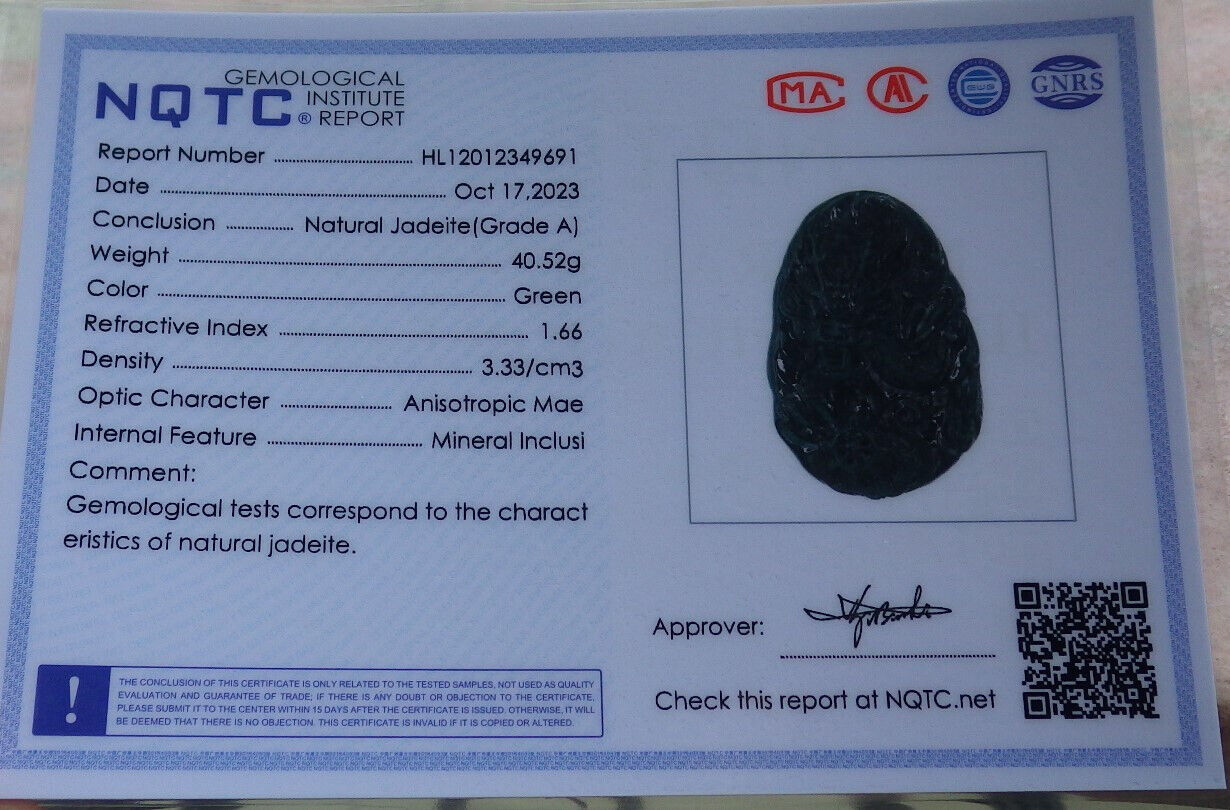 NQTC® GEMOLOGICAL
INSTITUTE
REPORT
MA
GNRS
Report Number HL12012349691
Date Oct 17,2023
Conclusion Natural Jadeite(Grade A)
Weight 40.52g
Color Green
Refractive Index 1.66
Density 3.33/cm3
Optic Character Anisotropic Mae
Internal Feature Mineral Inclusi
Comment:
Gemological tests correspond to the charact
eristics of natural jadeite.
!
THE CONCLUSION OF THIS CERTIFICATE IS ONLY RELATED TO THE TESTED SAMPLES, NOT USED AS QUALITY
EVALUATION AND GUARANTEE OF TRADE; IF THERE IS ANY DOUBT OR OBJECTION TO THE CERTIFICATE,
PLEASE SUBMIT IT TO THE CENTER WITHIN 15 DAYS AFTER THE CERTIFICATE IS ISSUED. OTHERWISE, IT WILL
BE DEEMED THAT THERE IS NO OBJECTION. THIS CERTIFICATE IS INVALID IF IT IS COPIED OR ALTERED.
Approver:
Check this report at NQTC.net